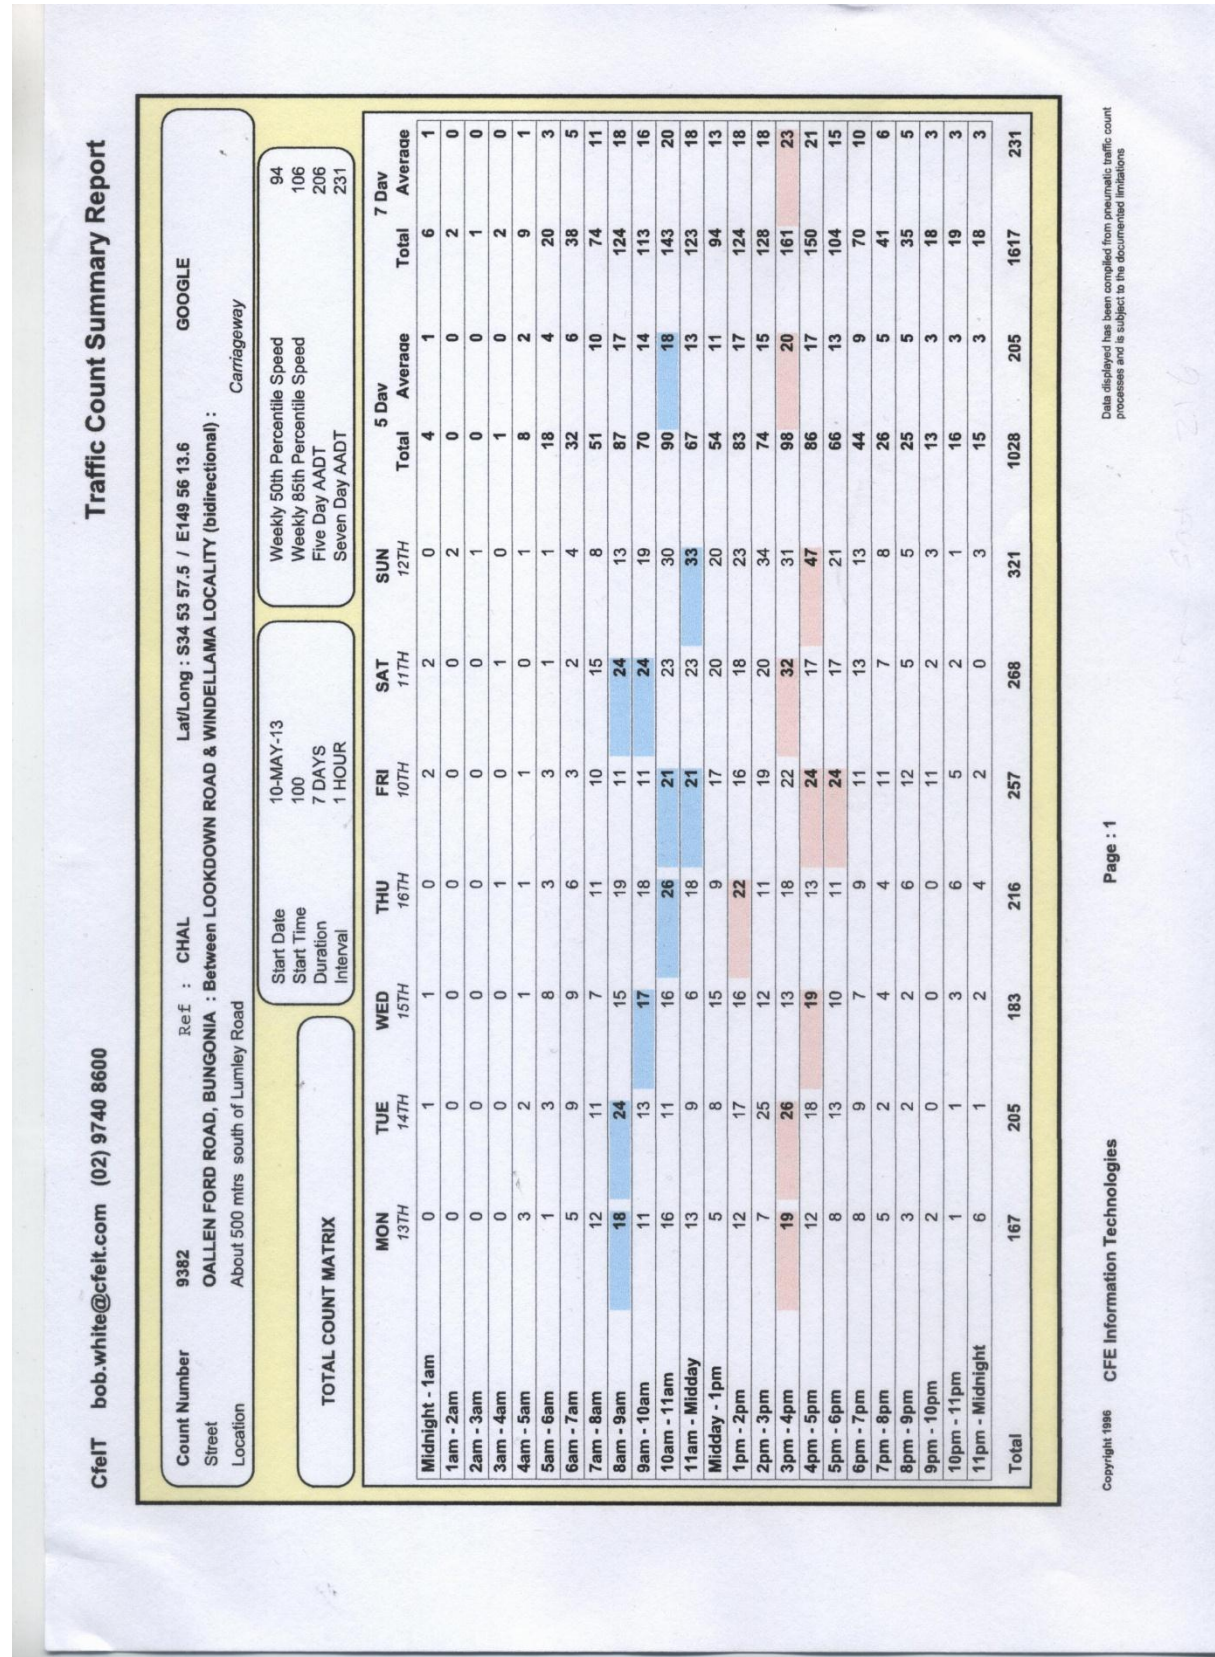 CfeIT bob.white@cfeit.com (02) 9740 8600 Traffic Count Summary Report
Count Number 9382 Ref : CHAL Lat/Long : S34 53 57.5 / E149 56 13.6 GOOGLE
Street OALLEN FORD ROAD, BUNGONIA : Between LOOKDOWN ROAD & WINDELLAMA LOCALITY (bidirectional) :
Location About 500 mtrs south of Lumley Road Carriageway
TOTAL COUNT MATRIX
Start Date 10-MAY-13
Start Time 100
Duration 7 DAYS
Interval 1 HOUR
Weekly 50th Percentile Speed 94
Weekly 85th Percentile Speed 106
Five Day AADT 206
Seven Day AADT 231
MON TUE WED THU FRI SAT SUN 5 Day 7 Day
13TH 14TH 15TH 16TH 10TH 11TH 12TH Total Average Total Average
Midnight - 1am 0 1 1 0 2 2 0 4 1 6 1
1am - 2am 0 0 0 0 0 0 2 0 0 2 0
2am - 3am 0 0 0 0 0 0 1 0 0 1 0
3am - 4am 0 0 0 1 0 1 0 1 0 2 0
4am - 5am 3 2 1 1 1 0 1 8 2 9 1
5am - 6am 1 3 8 3 3 1 1 18 4 20 3
6am - 7am 5 9 9 6 3 2 4 32 6 38 5
7am - 8am 12 11 7 11 10 15 8 51 10 74 11
8am - 9am 18 24 15 19 11 24 13 87 17 124 18
9am - 10am 11 13 17 18 11 24 19 70 14 113 16
10am - 11am 16 11 16 26 21 23 30 90 18 143 20
11am - Midday 13 9 6 18 21 23 33 67 13 123 18
Midday - 1pm 5 8 15 9 17 20 20 54 11 94 13
1pm - 2pm 12 17 16 22 16 18 23 83 17 124 18
2pm - 3pm 7 25 12 11 19 20 34 74 15 128 18
3pm - 4pm 19 26 13 18 22 32 31 98 20 161 23
4pm - 5pm 12 18 19 13 24 17 47 86 17 150 21
5pm - 6pm 8 13 10 11 24 17 21 66 13 104 15
6pm - 7pm 8 9 7 9 11 13 13 44 9 70 10
7pm - 8pm 5 2 4 4 11 7 8 26 5 41 6
8pm - 9pm 3 2 2 6 12 5 5 25 5 35 5
9pm - 10pm 2 0 0 0 11 2 3 13 3 18 3
10pm - 11pm 1 1 3 6 5 2 1 16 3 19 3
11pm - Midnight 6 1 2 4 2 0 3 15 3 18 3
Total 167 205 183 216 257 268 321 1028 205 1617 231
Copyright 1996 CFE Information Technologies Page : 1 Data displayed has been compiled from pneumatic traffic count
processes and is subject to the documented limitations